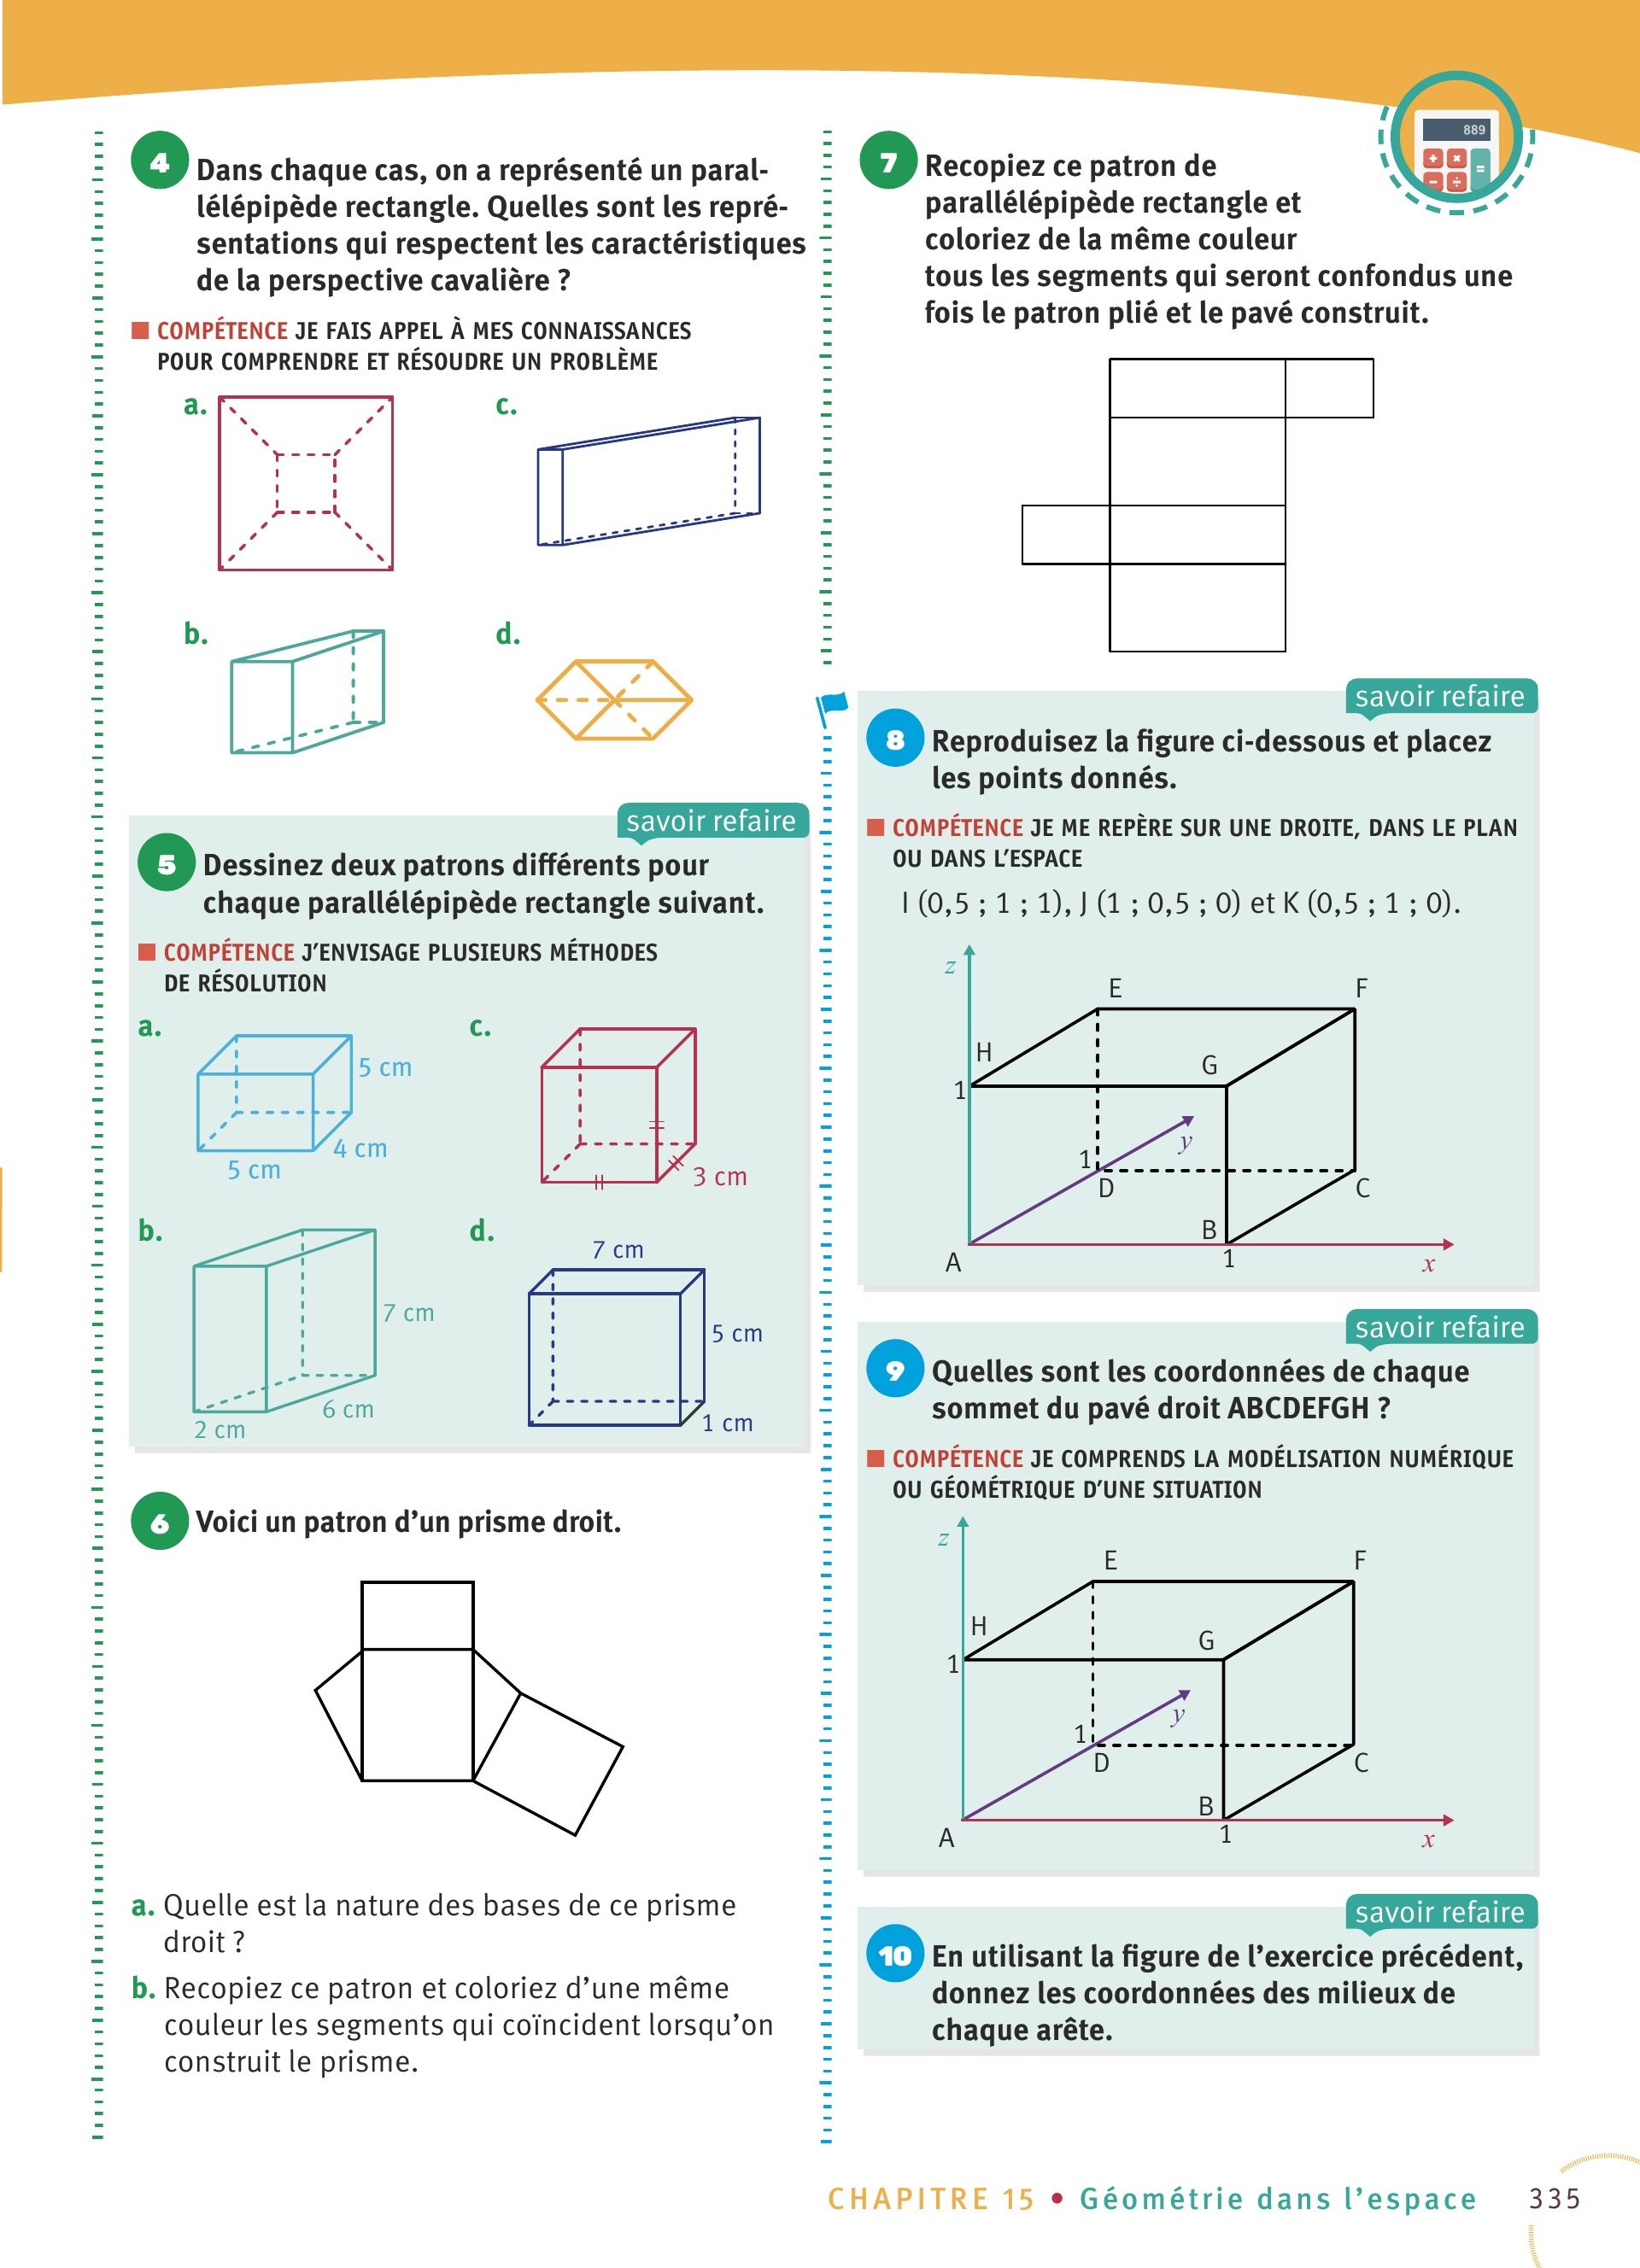 889
4
Dans chaque cas, on a représenté un paral-
lélépipède rectangle. Quelles sont les repré-
sentations qui respectent les caractéristiques
de la perspective cavalière ?
COMPÉTENCE JE FAIS APPEL À MES CONNAISSANCES
POUR COMPRENDRE ET RÉSOUDRE UN PROBLÈME
a.
c.
b.
d.
savoir refaire
5
Dessinez deux patrons différents pour
chaque parallélépipède rectangle suivant.
COMPÉTENCE J’ENVISAGE PLUSIEURS MÉTHODES
DE RÉSOLUTION
a.
5 cm
4 cm
5 cm
c.
3 cm
b.
7 cm
6 cm
2 cm
d.
7 cm
5 cm
1 cm
6
Voici un patron d’un prisme droit.
a. Quelle est la nature des bases de ce prisme
droit ?
b. Recopiez ce patron et coloriez d’une même
couleur les segments qui coïncident lorsqu’on
construit le prisme.
7
Recopiez ce patron de
parallélépipède rectangle et
coloriez de la même couleur
tous les segments qui seront confondus une
fois le patron plié et le pavé construit.
savoir refaire
8
Reproduisez la figure ci-dessous et placez
les points donnés.
COMPÉTENCE JE ME REPÈRE SUR UNE DROITE, DANS LE PLAN
OU DANS L’ESPACE
I (0,5 ; 1 ; 1), J (1 ; 0,5 ; 0) et K (0,5 ; 1 ; 0).
z
E
F
H
G
1
y
1
D
C
B
A
1
x
savoir refaire
9
Quelles sont les coordonnées de chaque
sommet du pavé droit ABCDEFGH ?
COMPÉTENCE JE COMPRENDS LA MODÉLISATION NUMÉRIQUE
OU GÉOMÉTRIQUE D’UNE SITUATION
z
E
F
H
G
1
y
1
D
C
B
A
1
x
savoir refaire
10
En utilisant la figure de l’exercice précédent,
donnez les coordonnées des milieux de
chaque arête.
CHAPITRE 15 • Géométrie dans l’espace 335